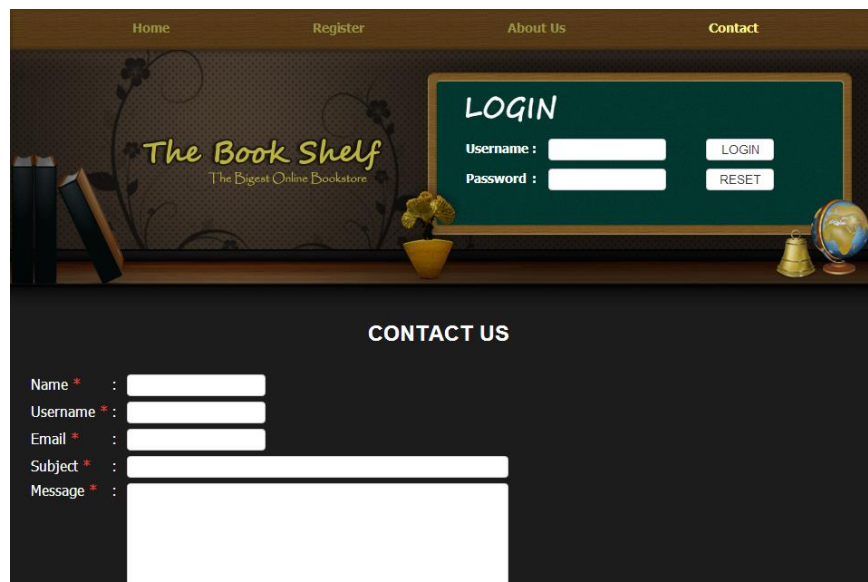 Home Register About Us Contact
The Book Shelf
The Bigest Online Bookstore
LOGIN
Username : LOGIN
Password : RESET
CONTACT US
Name * :
Username * :
Email * :
Subject * :
Message * :